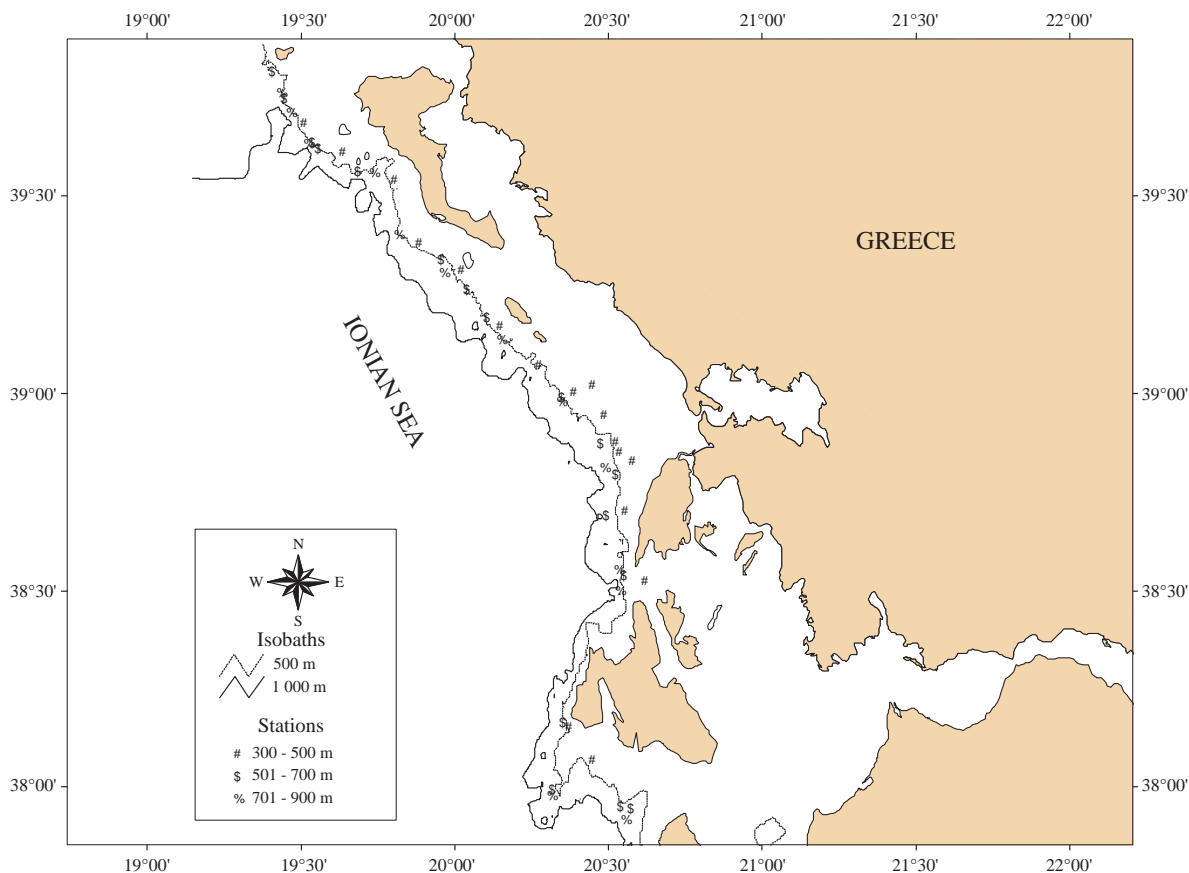 19°00' 19°30' 20°00' 20°30' 21°00' 21°30' 22°00'
39°30' 39°30'
GREECE
IONIAN SEA
39°00' 39°00'
N
W E
S
38°30' 38°30'
Isobaths
500 m
1 000 m
Stations
# 300 - 500 m
$ 501 - 700 m
% 701 - 900 m
38°00' 38°00'
19°00' 19°30' 20°00' 20°30' 21°00' 21°30' 22°00'